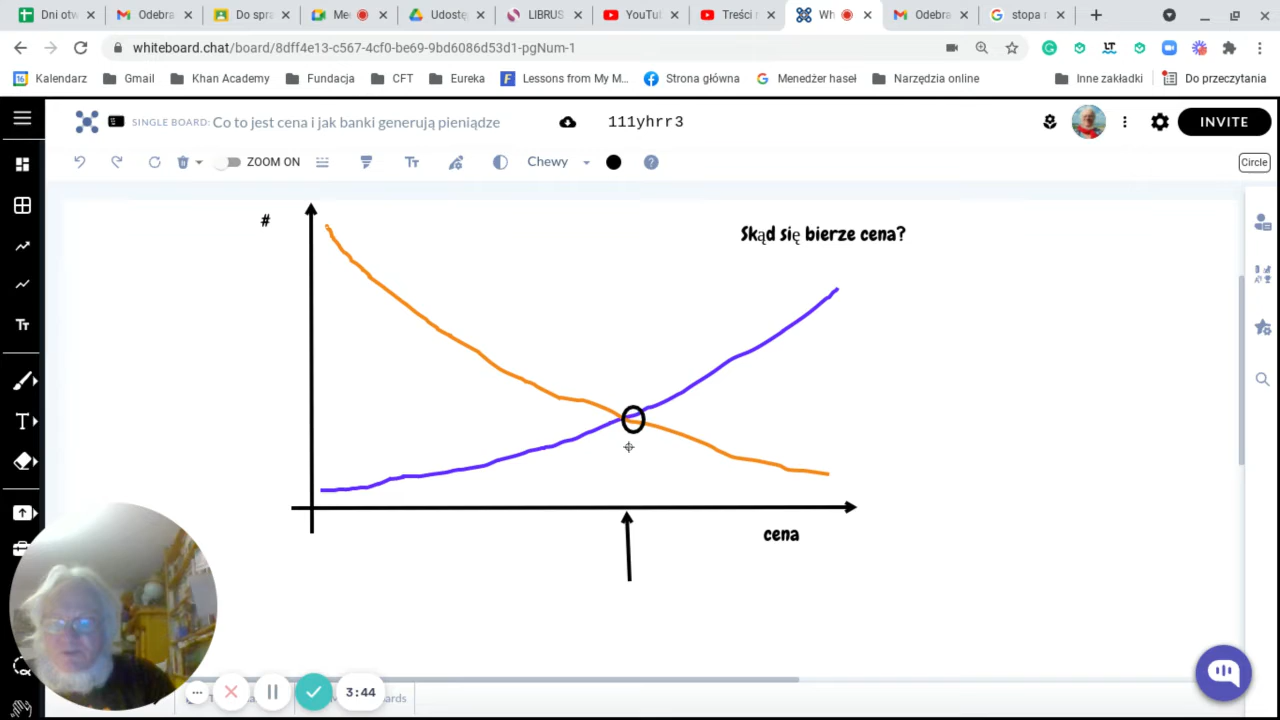 Dni otw
Odebra
Do spra
Me
Udostę
LIBRUS
YouTu
Treści
Wh
Odebra
stopa
whiteboard.chat/board/8dff4e13-c567-4cf0-be69-9bd6086d53d1-pgNum-1
Kalendarz
Gmail
Khan Academy
Fundacja
CFT
Eureka
Lessons from My M...
Strona główna
Menedżer haseł
Narzędzia online
Inne zakładki
Do przeczytania
SINGLE BOARD: Co to jest cena i jak banki generują pieniądze
111yhrr3
INVITE
ZOOM ON
Chewy
Circle
#
Skąd się bierze cena?
cena
3:44